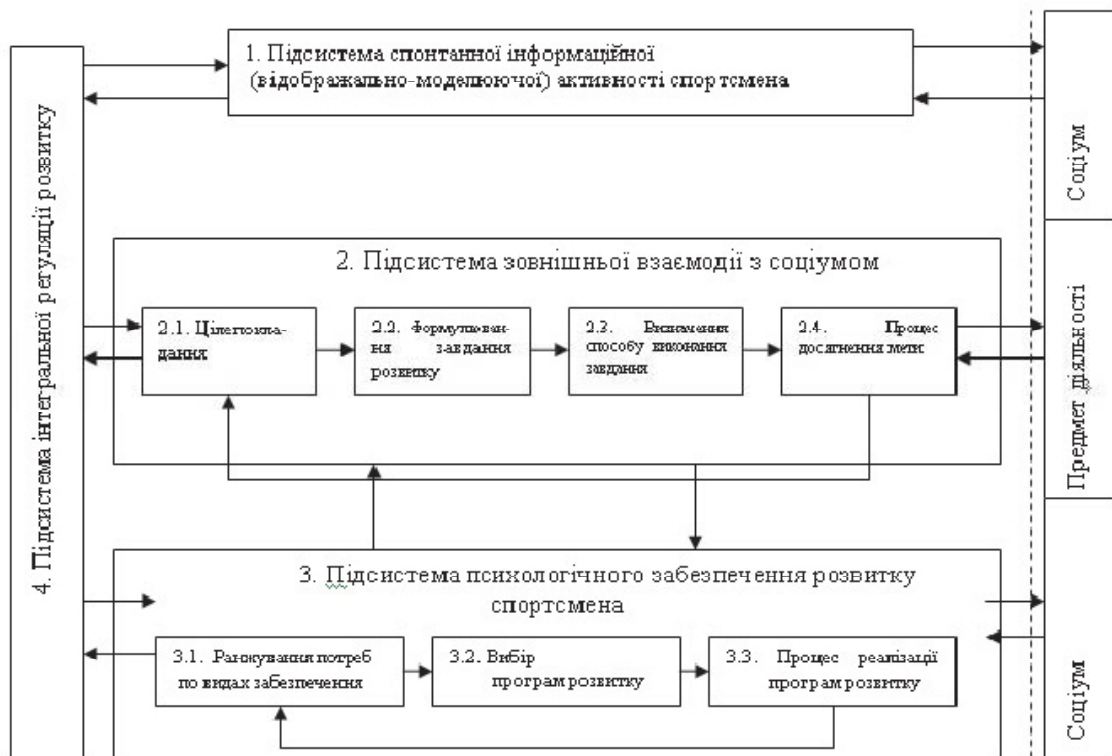 4. Підсистема інтегральної регуляції розвитку
1. Підсистема спонтанної інформаційної
(відображально-моделюючої) активності спортсмена
Соціум
2. Підсистема зовнішньої взаємодії з соціумом
2.1. Цілепокла-
дання
2.2. Формулюван-
ня завдання
розвитку
2.3. Визначення
способу виконання
завдання
2.4. Процес
досягнення мети
Предмет діяльності
3. Підсистема психологічного забезпечення розвитку
спортсмена
3.1. Ранжування потреб
по видах забезпечення
3.2. Вибір
програм розвитку
3.3. Процес реалізації
програм розвитку
Соціум